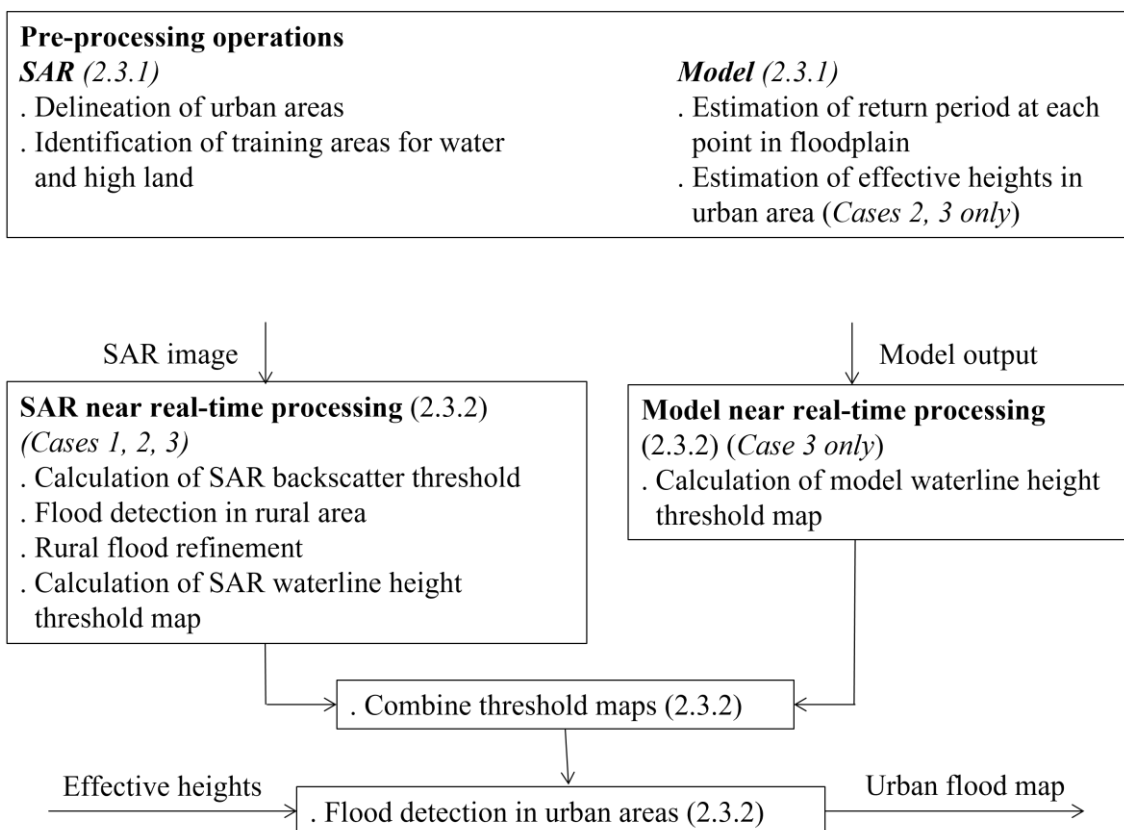 Pre-processing operations
SAR (2.3.1)
. Delineation of urban areas
. Identification of training areas for water
and high land
Model (2.3.1)
. Estimation of return period at each
point in floodplain
. Estimation of effective heights in
urban area (Cases 2, 3 only)
SAR image
Model output
SAR near real-time processing (2.3.2)
(Cases 1, 2, 3)
. Calculation of SAR backscatter threshold
. Flood detection in rural area
. Rural flood refinement
. Calculation of SAR waterline height
threshold map
Model near real-time processing
(2.3.2) (Case 3 only)
. Calculation of model waterline height
threshold map
. Combine threshold maps (2.3.2)
Effective heights
. Flood detection in urban areas (2.3.2)
Urban flood map